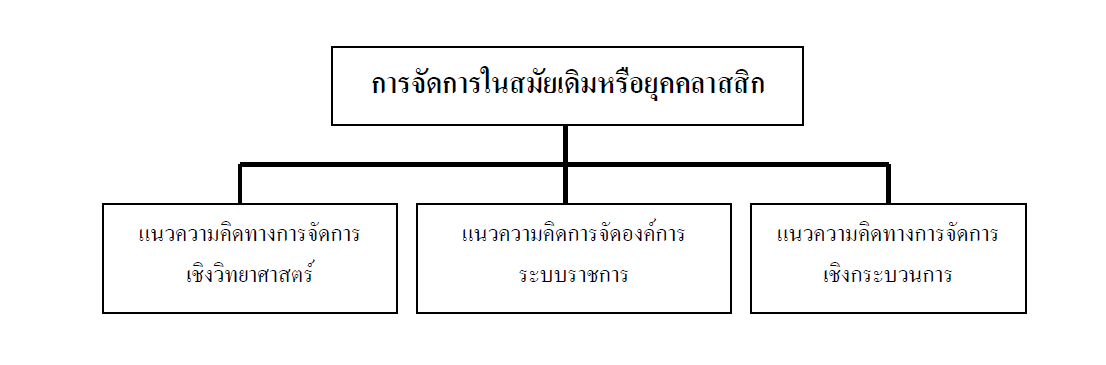 การจัดการในสมัยเดิมหรือยุคคลาสสิก
แนวความคิดทางการจัดการ
เชิงวิทยาศาสตร์
แนวความคิดการจัดองค์การ
ระบบราชการ
แนวความคิดทางการจัดการ
เชิงกระบวนการ